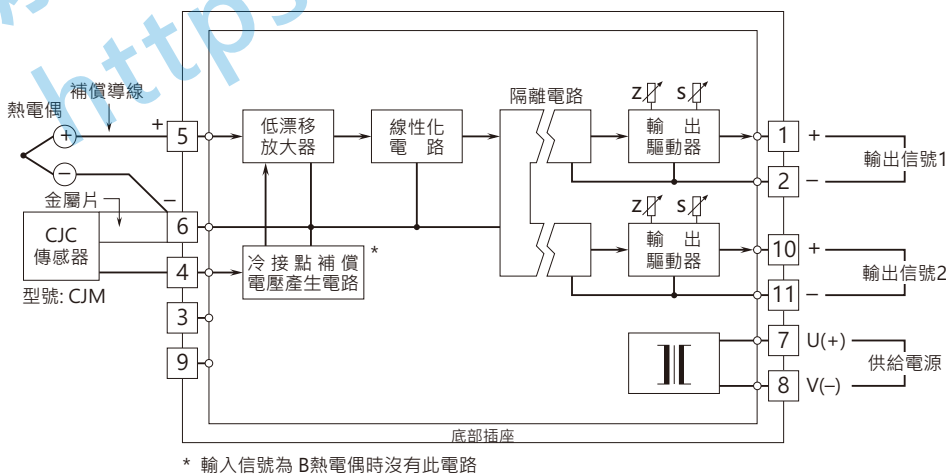 https
隔離電路
補償導線
熱電偶
+
+
5
低漂移
放大器
線性化
電 路
Z
S
輸 出
驅動器
1
+
輸出信號1
2
−
−
金屬片
−
6
CJC
傳感器
4
型號: CJM
冷接點補償
電壓產生電路
*
Z
S
輸 出
驅動器
10
+
輸出信號2
11
−
3
9
7
U(+)
供給電源
8
V(−)
底部插座
* 輸入信號為 B熱電偶時沒有此電路